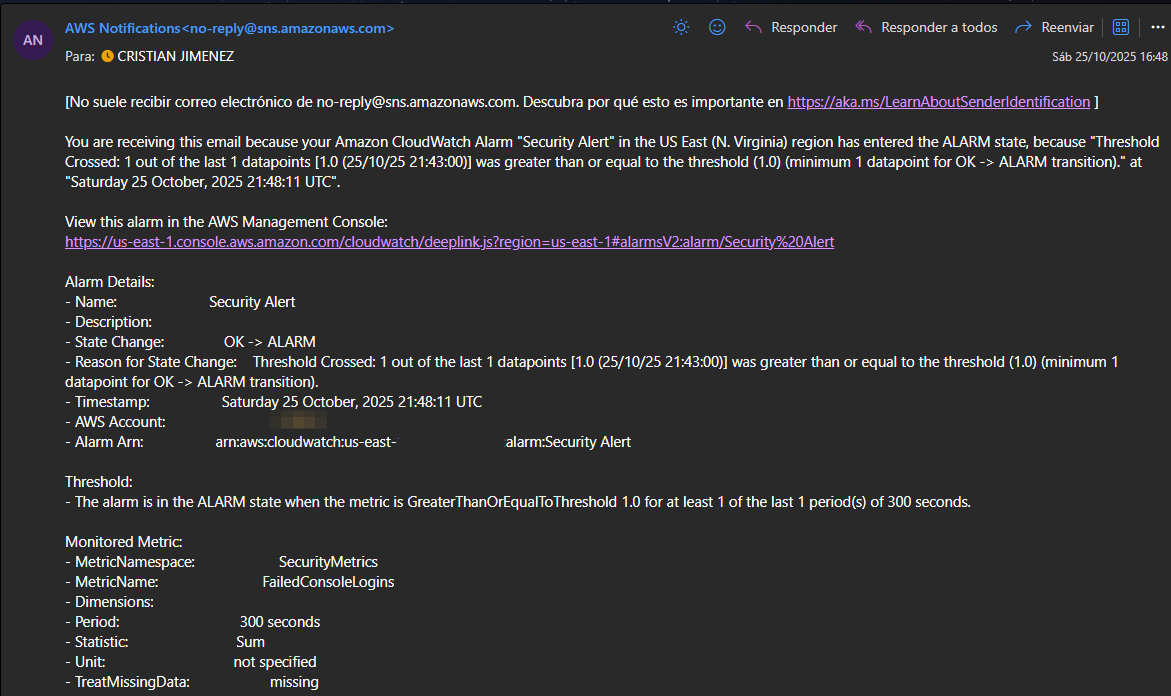 AN
AWS Notifications<no-reply@sns.amazonaws.com>
Responder
Responder a todos
Reenviar
Para: CRISTIAN JIMENEZ
Sáb 25/10/2025 16:48
[No suele recibir correo electrónico de no-reply@sns.amazonaws.com. Descubra por qué esto es importante en https://aka.ms/LearnAboutSenderIdentification ]
You are receiving this email because your Amazon CloudWatch Alarm "Security Alert" in the US East (N. Virginia) region has entered the ALARM state, because "Threshold
Crossed: 1 out of the last 1 datapoints [1.0 (25/10/25 21:43:00)] was greater than or equal to the threshold (1.0) (minimum 1 datapoint for OK -> ALARM transition)." at
"Saturday 25 October, 2025 21:48:11 UTC".
View this alarm in the AWS Management Console:
https://us-east-1.console.aws.amazon.com/cloudwatch/deeplink.js?region=us-east-1#alarmsV2:alarm/Security%20Alert
Alarm Details:
- Name: Security Alert
- Description:
- State Change: OK -> ALARM
- Reason for State Change: Threshold Crossed: 1 out of the last 1 datapoints [1.0 (25/10/25 21:43:00)] was greater than or equal to the threshold (1.0) (minimum 1
datapoint for OK -> ALARM transition).
- Timestamp: Saturday 25 October, 2025 21:48:11 UTC
- AWS Account:
- Alarm Arn: arn:aws:cloudwatch:us-east- alarm:Security Alert
Threshold:
- The alarm is in the ALARM state when the metric is GreaterThanOrEqualToThreshold 1.0 for at least 1 of the last 1 period(s) of 300 seconds.
Monitored Metric:
- MetricNamespace: SecurityMetrics
- MetricName: FailedConsoleLogins
- Dimensions:
- Period: 300 seconds
- Statistic: Sum
- Unit: not specified
- TreatMissingData: missing